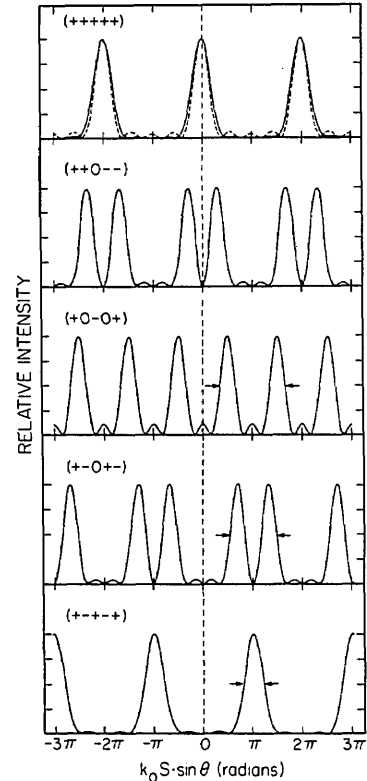 (+++++)
(++0--)
(+0-0+)
(+-0+-)
(+-+-+)
RELATIVE INTENSITY
-3π -2π -π 0 π 2π 3π
k₀S·sinθ (radians)